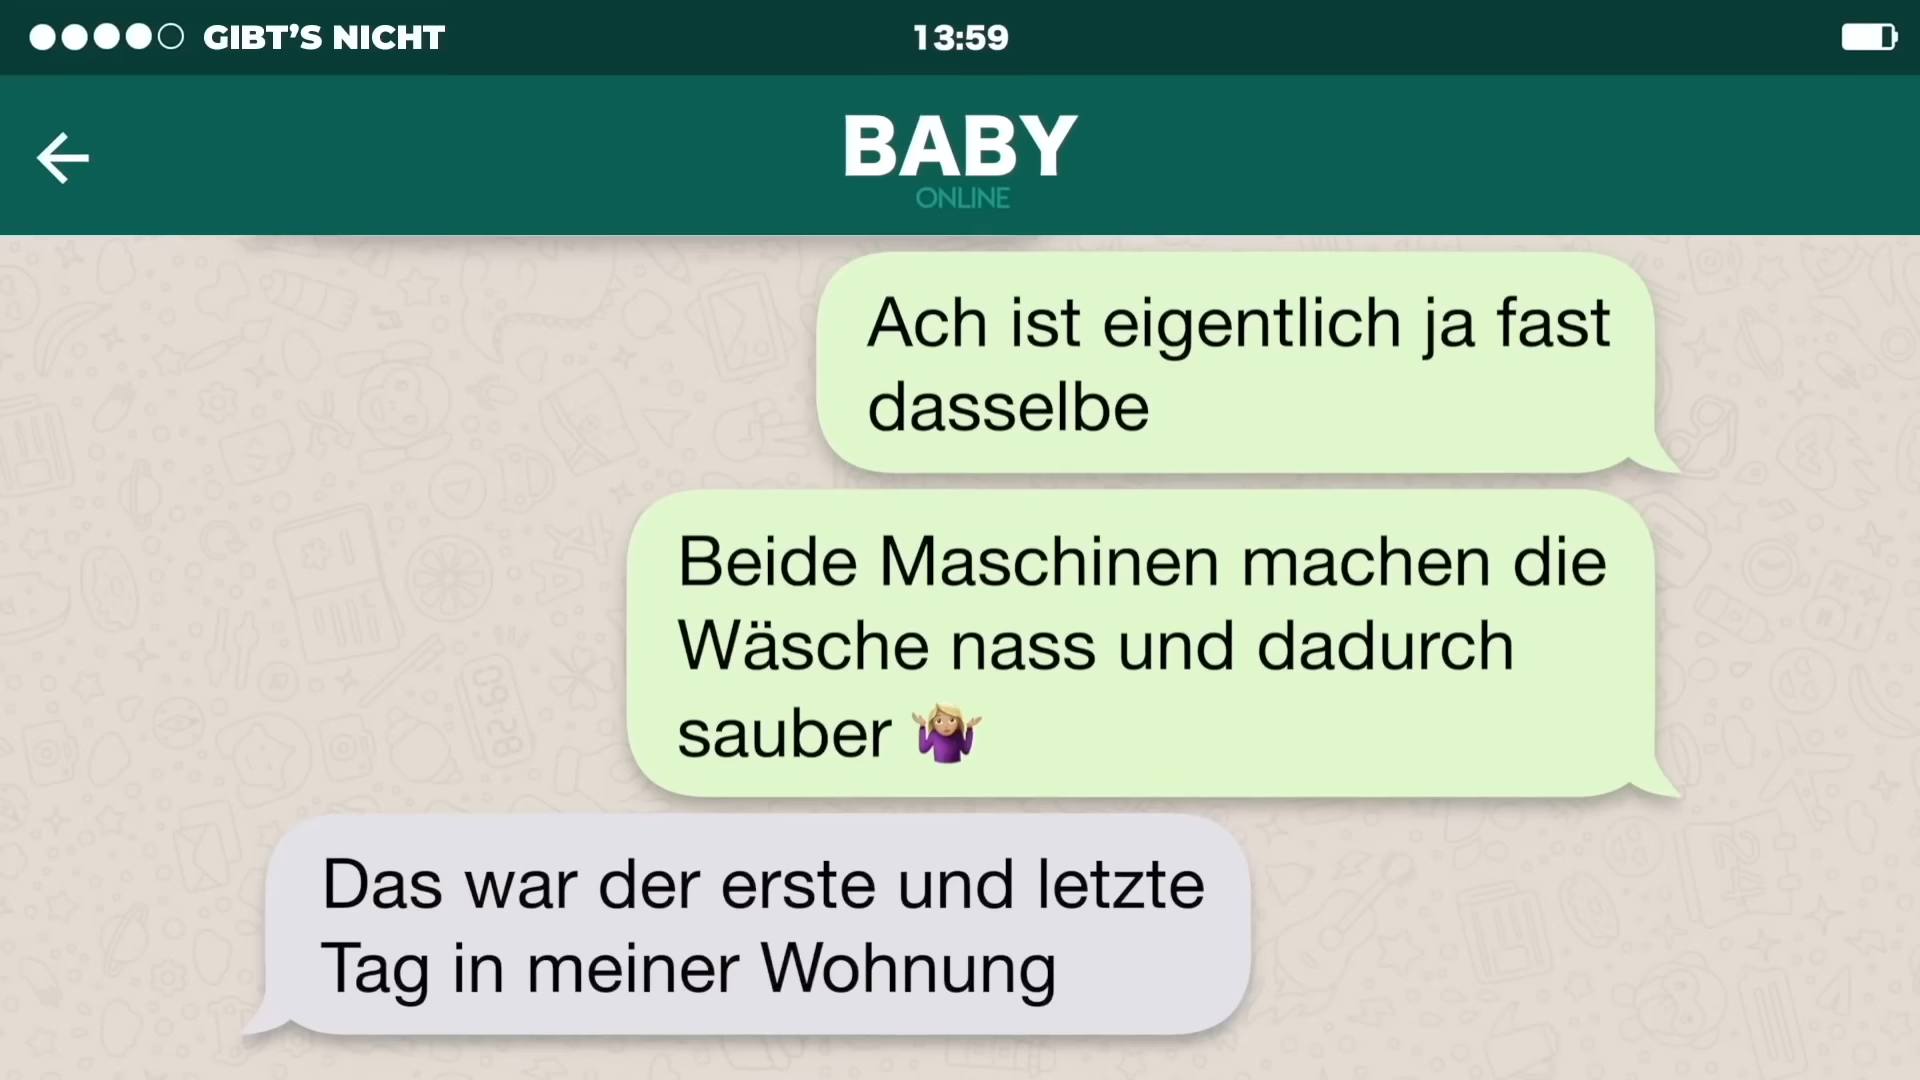 GIBT’S NICHT
13:59
BABY
ONLINE
Ach ist eigentlich ja fast
dasselbe
Beide Maschinen machen die
Wäsche nass und dadurch
sauber 🤷🏼‍♀️
Das war der erste und letzte
Tag in meiner Wohnung